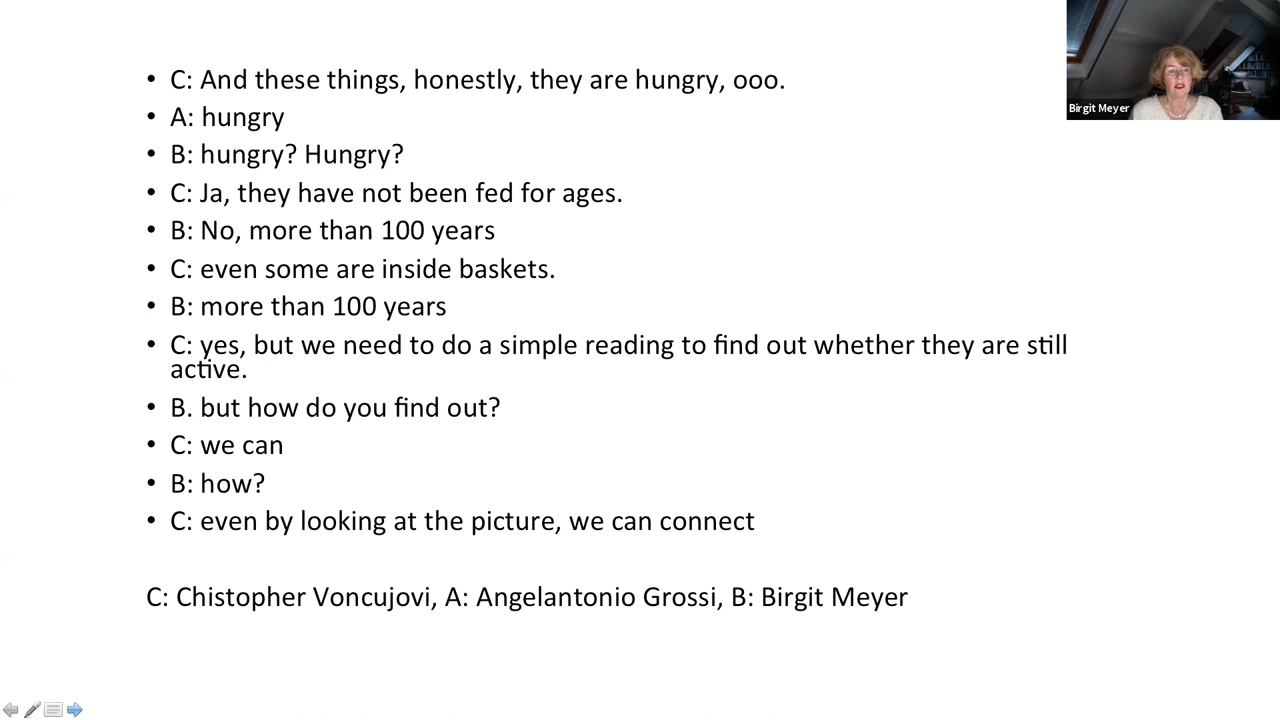 • C: And these things, honestly, they are hungry, ooo.
• A: hungry
• B: hungry? Hungry?
• C: Ja, they have not been fed for ages.
• B: No, more than 100 years
• C: even some are inside baskets.
• B: more than 100 years
• C: yes, but we need to do a simple reading to find out whether they are still
active.
• B. but how do you find out?
• C: we can
• B: how?
• C: even by looking at the picture, we can connect
C: Chistopher Voncujovi, A: Angelantonio Grossi, B: Birgit Meyer
Birgit Meyer